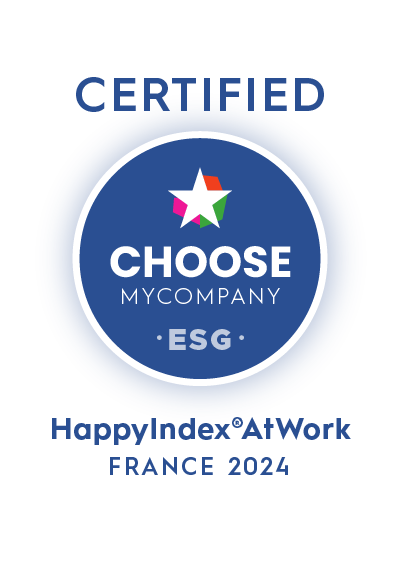 CERTIFIED
CHOOSE
MYCOMPANY
·ESG·
HappyIndex®AtWork
FRANCE 2024